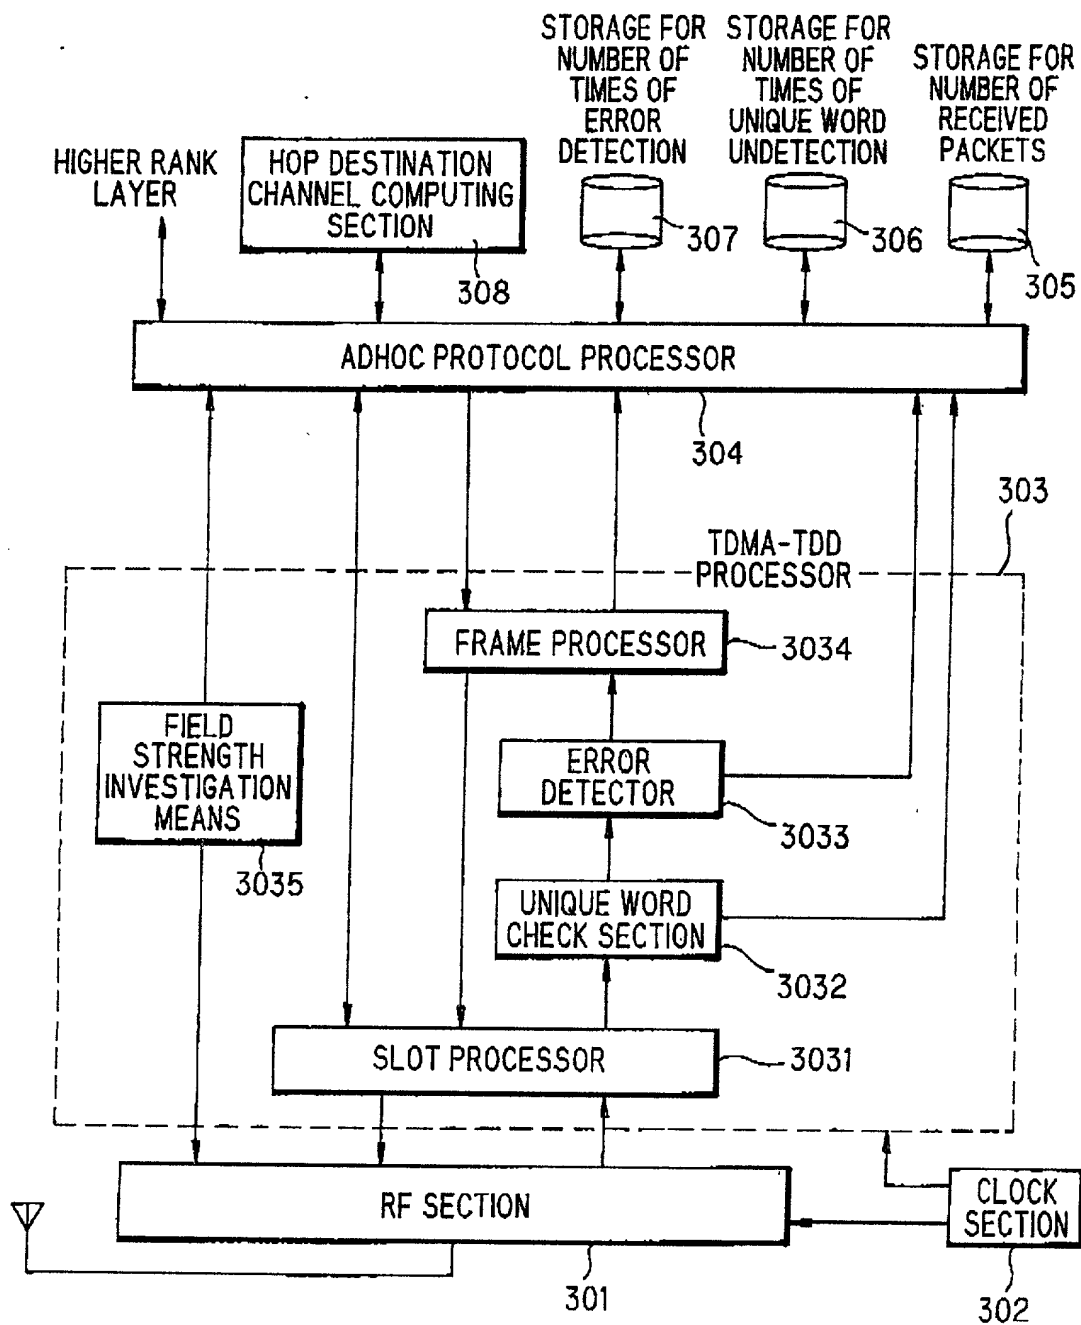 STORAGE FOR
NUMBER OF
TIMES OF
ERROR
DETECTION
STORAGE FOR
NUMBER OF
TIMES OF
UNIQUE WORD
UNDETECTION
STORAGE FOR
NUMBER OF
RECEIVED
PACKETS
HIGHER RANK
LAYER
HOP DESTINATION
CHANNEL COMPUTING
SECTION
308
307
306
305
ADHOC PROTOCOL PROCESSOR
304
303
TDMA-TDD
PROCESSOR
FRAME PROCESSOR
3034
FIELD
STRENGTH
INVESTIGATION
MEANS
3035
ERROR
DETECTOR
3033
UNIQUE WORD
CHECK SECTION
3032
SLOT PROCESSOR
3031
RF SECTION
301
CLOCK
SECTION
302